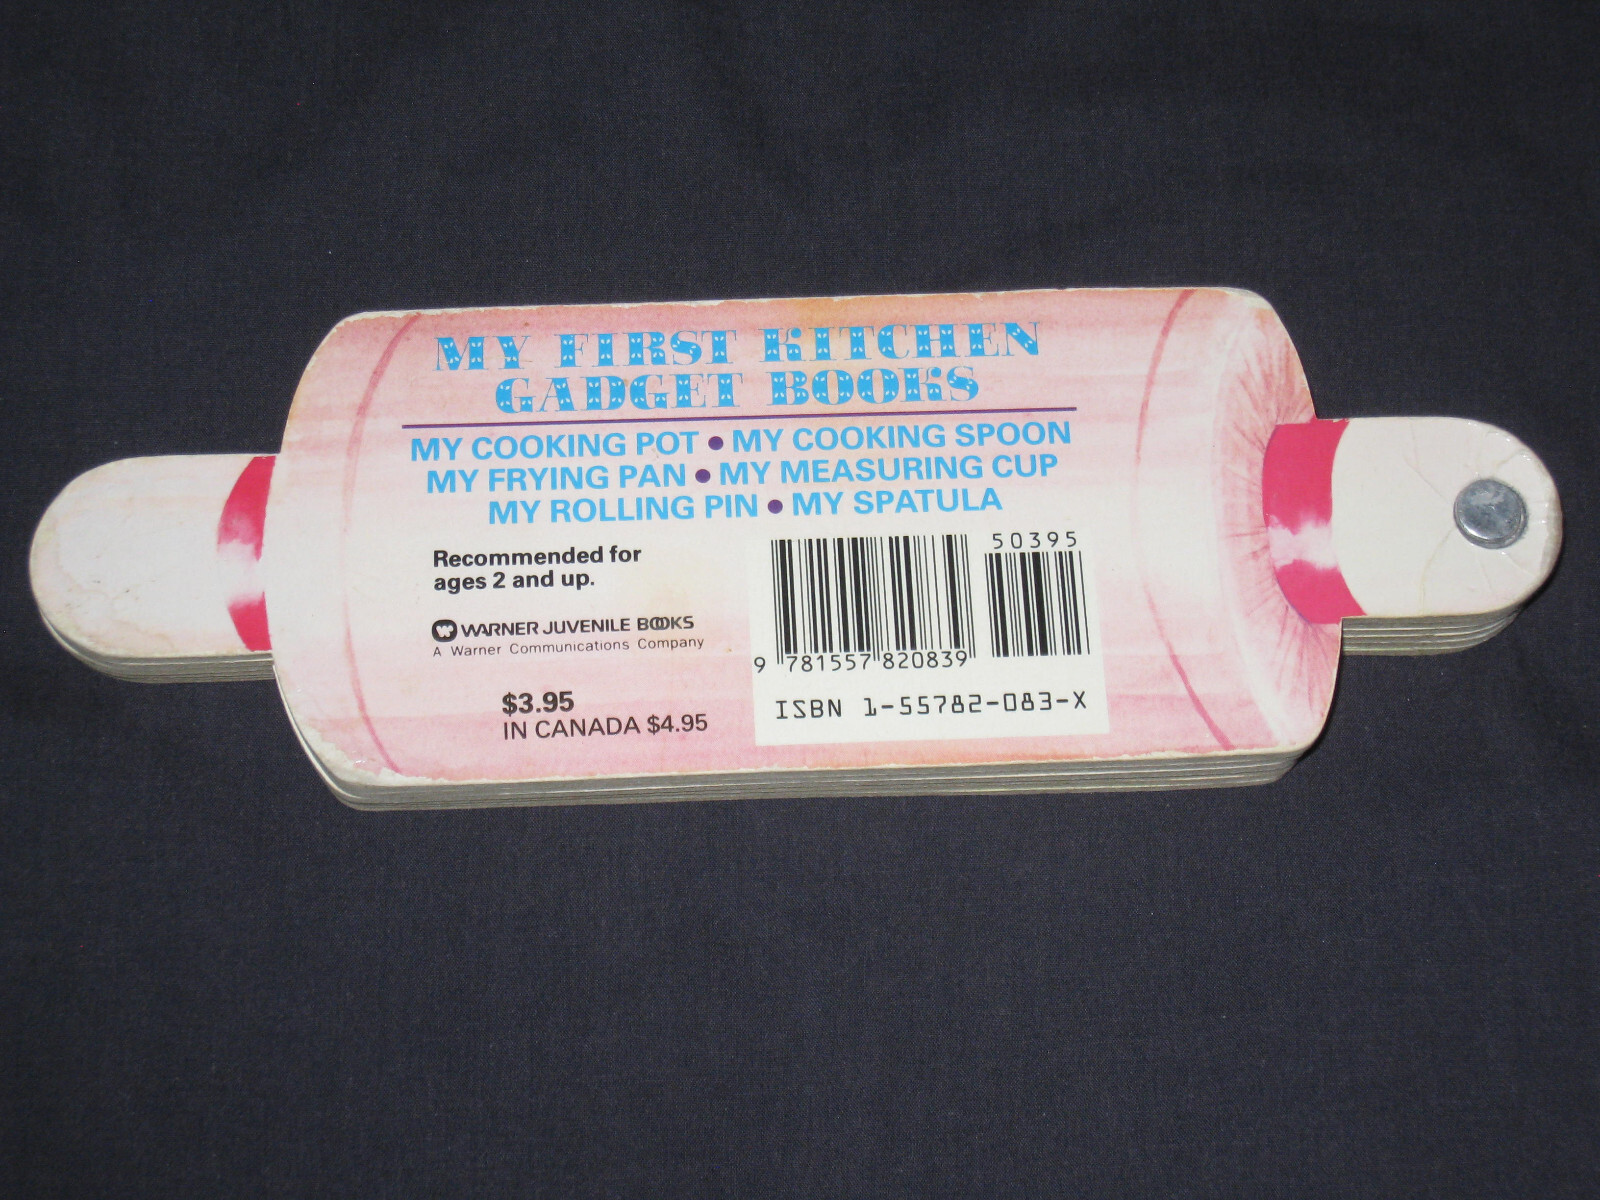 MY FIRST KITCHEN
GADGET BOOKS
MY COOKING POT • MY COOKING SPOON
MY FRYING PAN • MY MEASURING CUP
MY ROLLING PIN • MY SPATULA
Recommended for
ages 2 and up.
WARNER JUVENILE BOOKS
A Warner Communications Company
$3.95
IN CANADA $4.95
50395
9 781557 820839
ISBN 1-55782-083-X